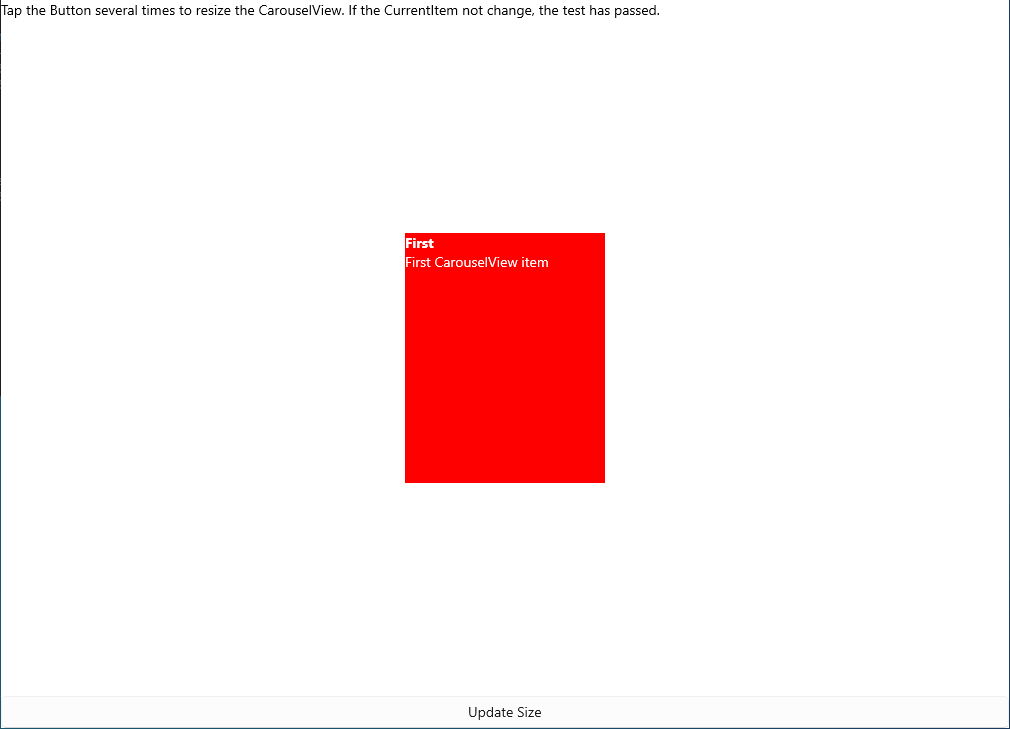 Tap the Button several times to resize the CarouselView. If the CurrentItem not change, the test has passed.
First
First CarouselView item
Update Size